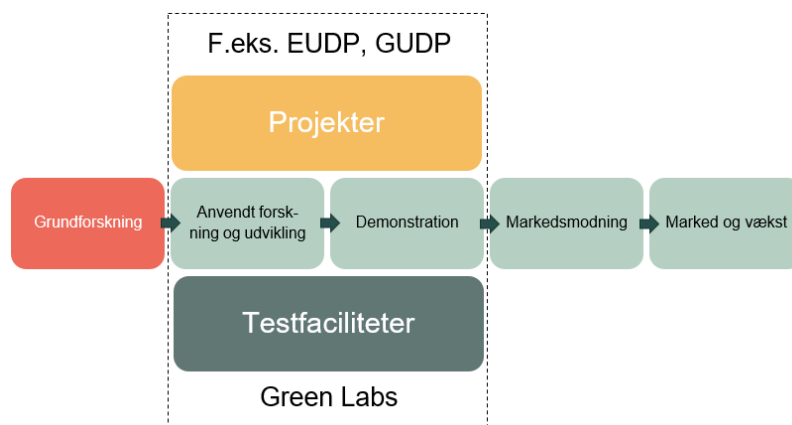 F.eks. EUDP, GUDP
Projekter
Grundforskning
Anvendt forsk-
ning og udvikling
Demonstration
Markedsmodning
Marked og vækst
Testfaciliteter
Green Labs